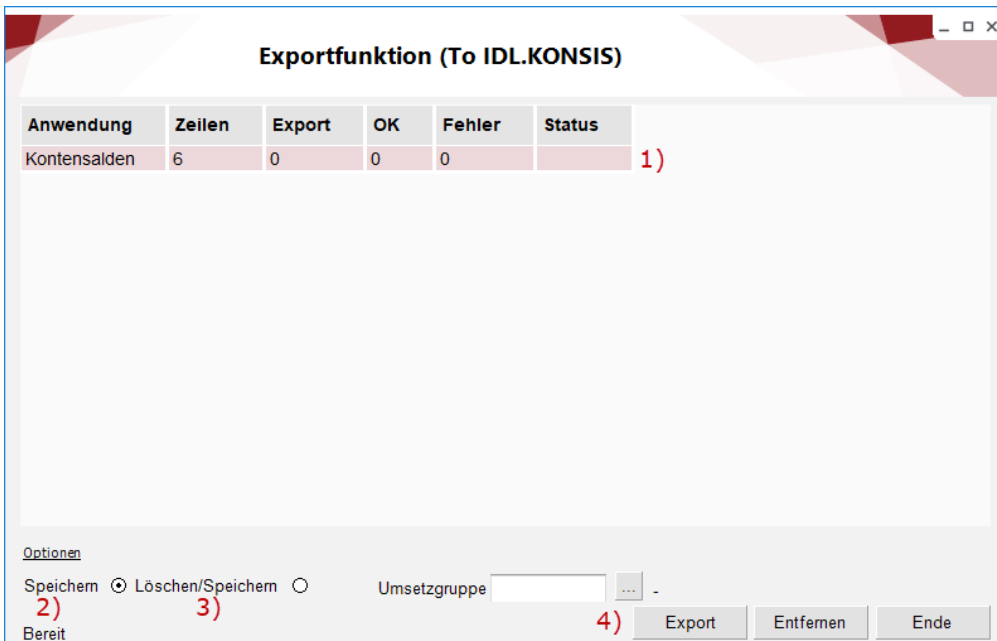 Exportfunktion (To IDL.KONSIS)
Anwendung Zeilen Export OK Fehler Status
Kontensalden 6 0 0 0 1)
Optionen
Speichern Löschen/Speichern Umsetzgruppe ... -
2) 3)
4) Export Entfernen Ende
Bereit